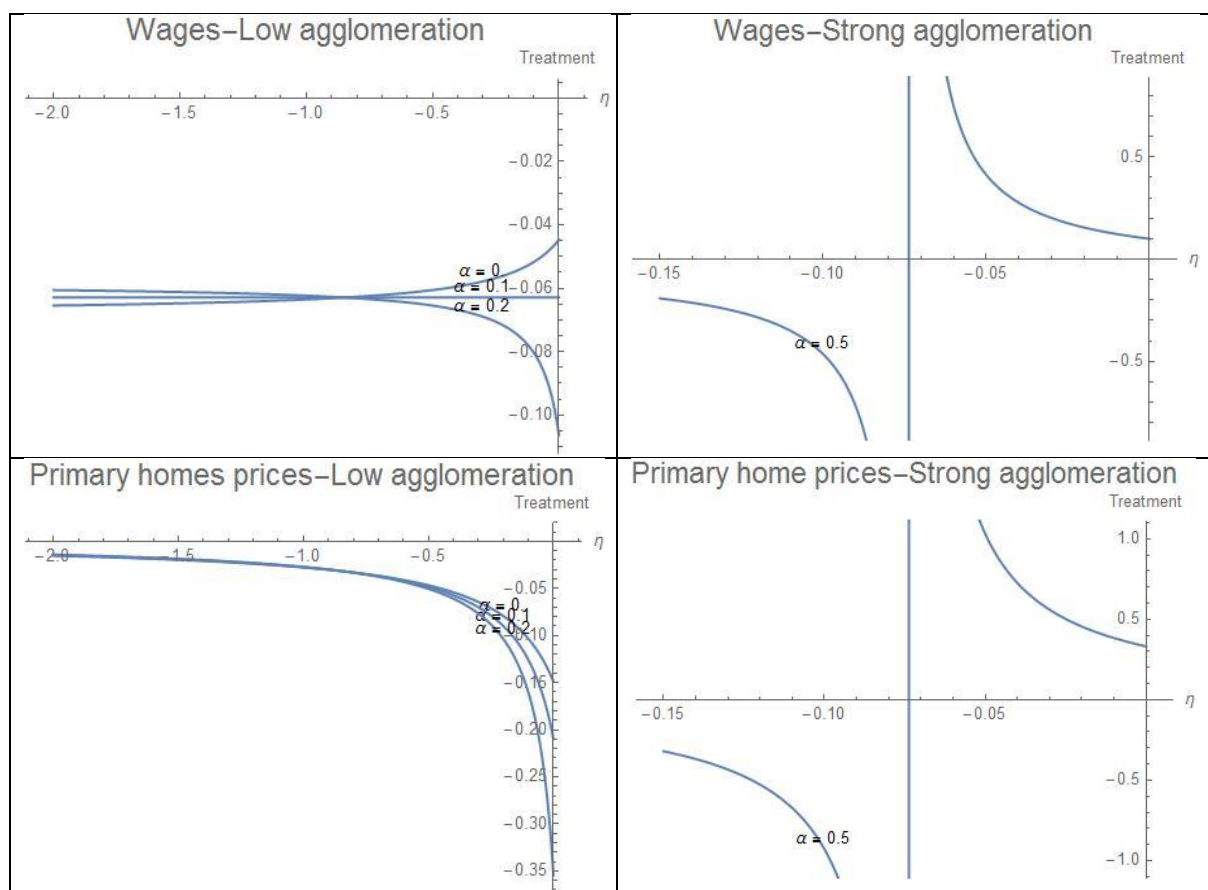 Wages–Low agglomeration
Treatment
η
−2.0 −1.5 −1.0 −0.5
−0.02
−0.04
α = 0
α = 0.1
−0.06
α = 0.2
−0.08
−0.10
Wages–Strong agglomeration
Treatment
0.5
η
−0.15 −0.10 −0.05
α = 0.5
−0.5
Primary homes prices–Low agglomeration
Treatment
η
−2.0 −1.5 −1.0 −0.5
−0.05
α = 0
α = 0.1
α = 0.2
−0.10
−0.15
−0.20
−0.25
−0.30
−0.35
Primary home prices–Strong agglomeration
Treatment
1.0
0.5
η
−0.15 −0.10 −0.05
−0.5
α = 0.5
−1.0